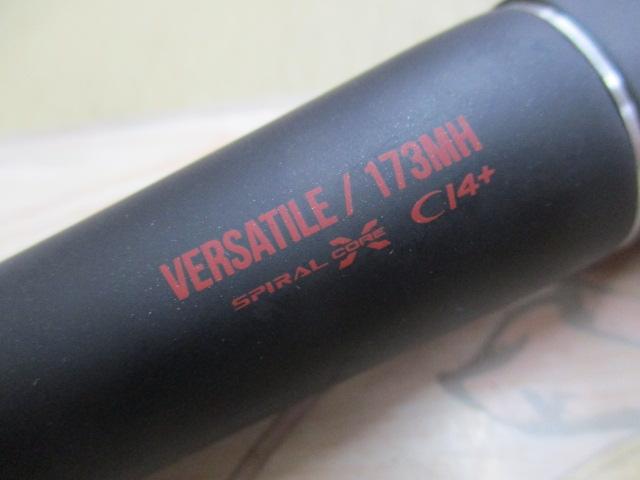 VERSATILE / 173MH
SPIRAL X CORE CI4+